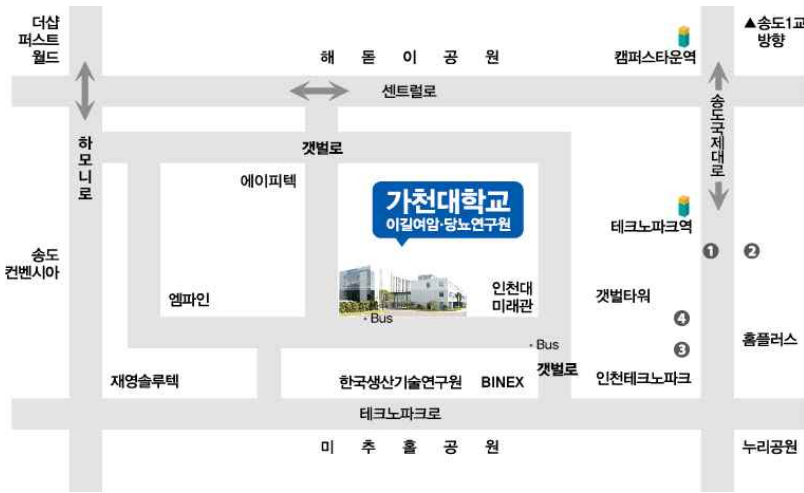 더샵
퍼스트
월드
해 돋 이 공 원
캠퍼스타운역
▲송도1교
방향
센트럴로
하모니로
갯벌로
송도국제대로
에이피텍
가천대학교
이길여암·당뇨연구원
테크노파크역
1
2
송도
컨벤시아
엠파인
인천대
미래관
갯벌타워
· Bus
4
홈플러스
· Bus
3
갯벌로
재영솔루텍
한국생산기술연구원
BINEX
인천테크노파크
테크노파크로
미 추 홀 공 원
누리공원